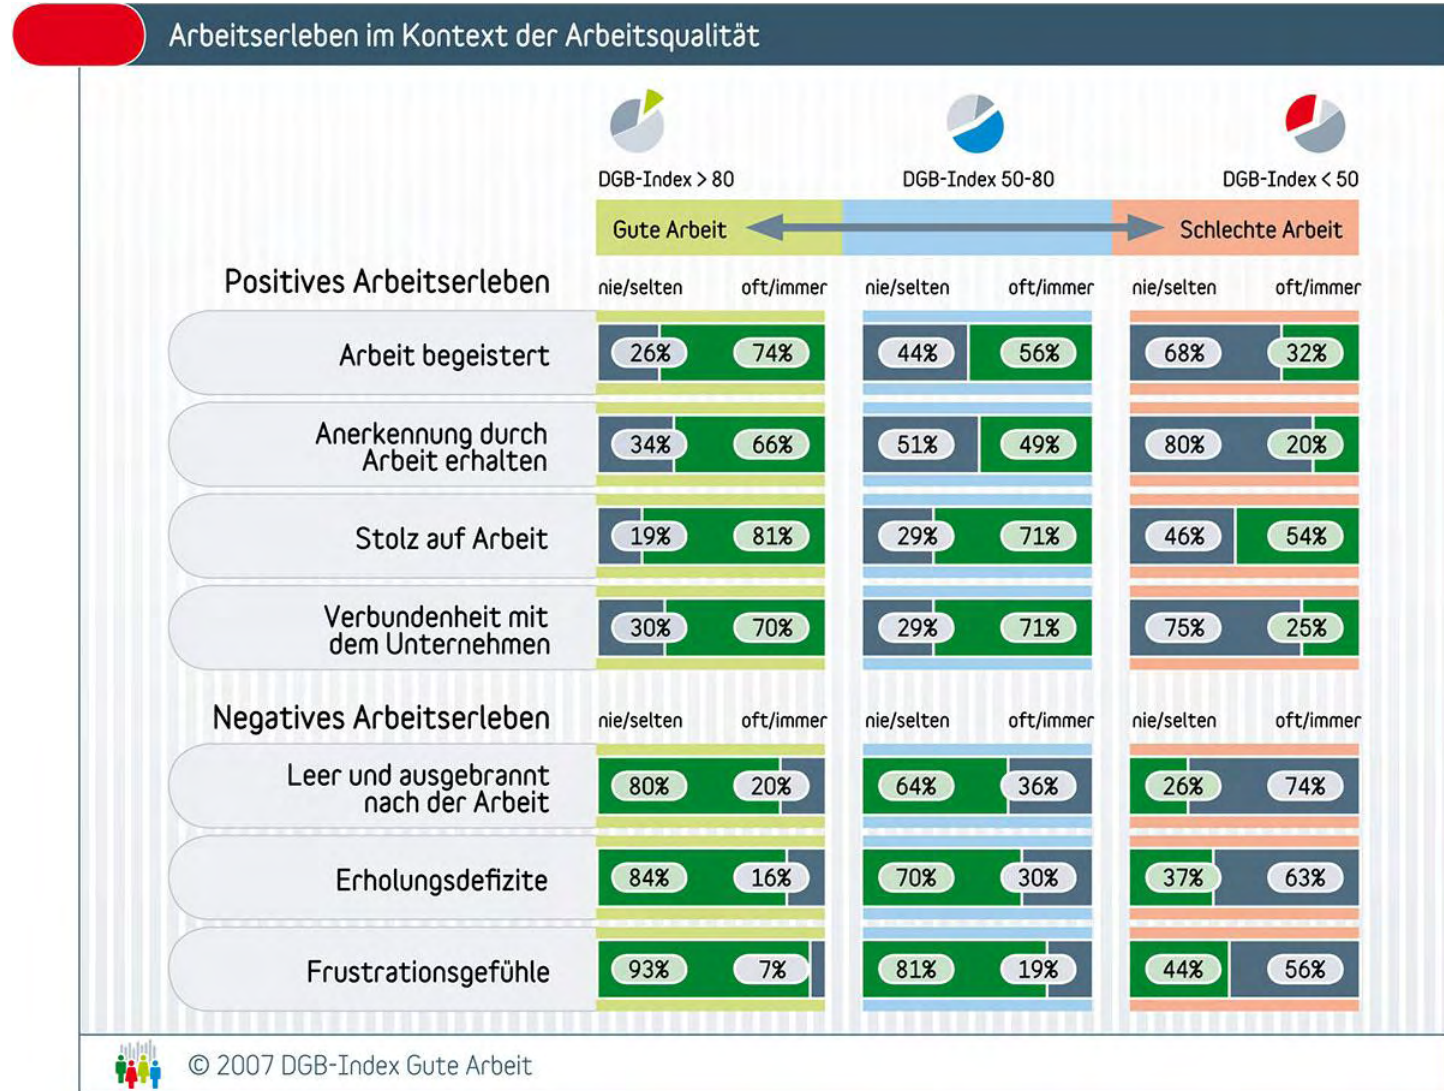 Arbeitserleben im Kontext der Arbeitsqualität
DGB-Index > 80 DGB-Index 50-80 DGB-Index < 50
Gute Arbeit Schlechte Arbeit
Positives Arbeitserleben nie/selten oft/immer nie/selten oft/immer nie/selten oft/immer
Arbeit begeistert 26% 74% 44% 56% 68% 32%
Anerkennung durch
Arbeit erhalten 34% 66% 51% 49% 80% 20%
Stolz auf Arbeit 19% 81% 29% 71% 46% 54%
Verbundenheit mit
dem Unternehmen 30% 70% 29% 71% 75% 25%
Negatives Arbeitserleben nie/selten oft/immer nie/selten oft/immer nie/selten oft/immer
Leer und ausgebrannt
nach der Arbeit 80% 20% 64% 36% 26% 74%
Erholungsdefizite 84% 16% 70% 30% 37% 63%
Frustrationsgefühle 93% 7% 81% 19% 44% 56%
© 2007 DGB-Index Gute Arbeit